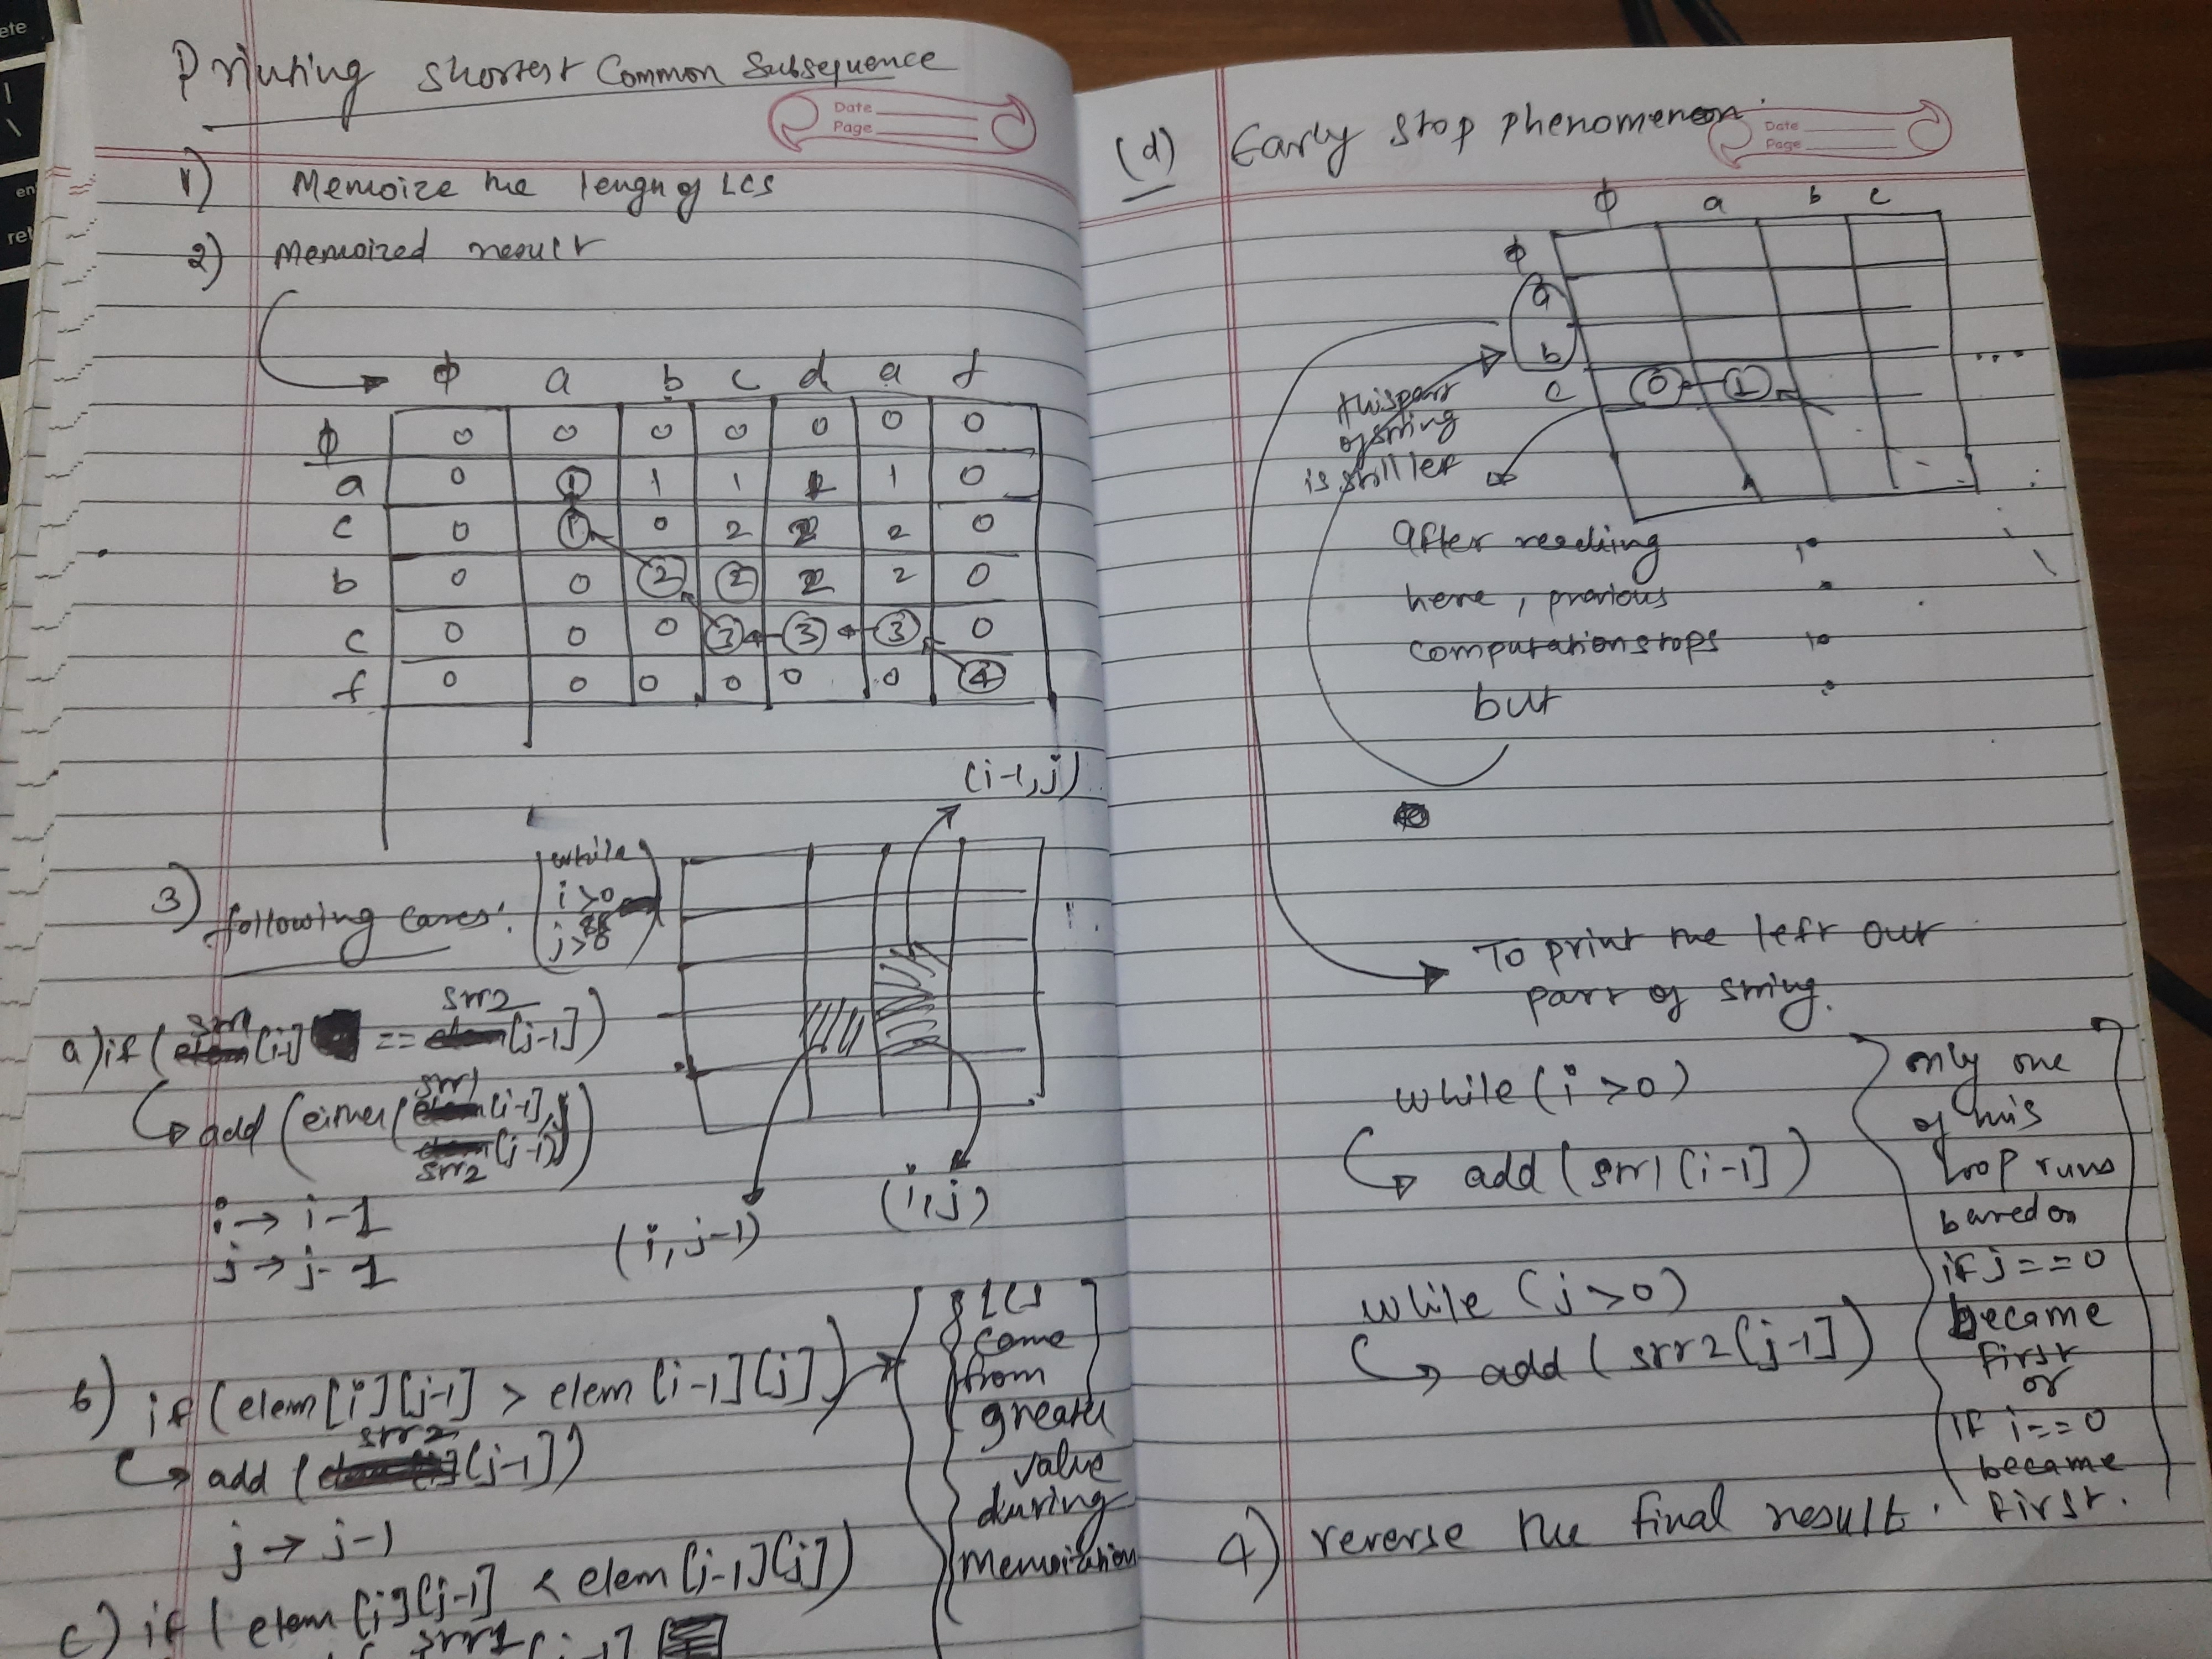 Printing shortest Common Subsequence
Date
Page
1) Memoize the length of LCS
2) Memoized result
ϕ a b c d a f
ϕ 0 0 0 0 0 0 0
a 0 1 1 1 1 1 0
c 0 1 0 2 2 2 0
b 0 0 2 2 2 2 0
c 0 0 0 3 3 3 0
f 0 0 0 0 0 0 4
(i-1,j)
3) following cases:
while
i >0
&&
j>0
a) if (str1[i-1] == str2[j-1])
add (either(str1[i-1],
str2[j-1]))
i → i-1
j → j-1
(i, j-1)
(i,j)
b) if (elem[i][j-1] > elem[i-1][j])
add (str2[j-1])
j → j-1
c) if (elem[i][j-1] < elem[i-1][j])
str1[i-1]
LCS
come
from
greater
value
during
Memoization
(d) Early stop phenomenon.
Date
Page
ϕ a b c
ϕ
a
b
c 0 1
...
this part
of string
is still left
After reaching
here, previous
computation stops
but
To print the left out
part of string.
while (i >0)
add (str1[i-1])
while (j >0)
add (str2[j-1])
only one
of this
loop runs
based on
if j==0
became
first
or
if i==0
became
first.
4) reverse the final result.